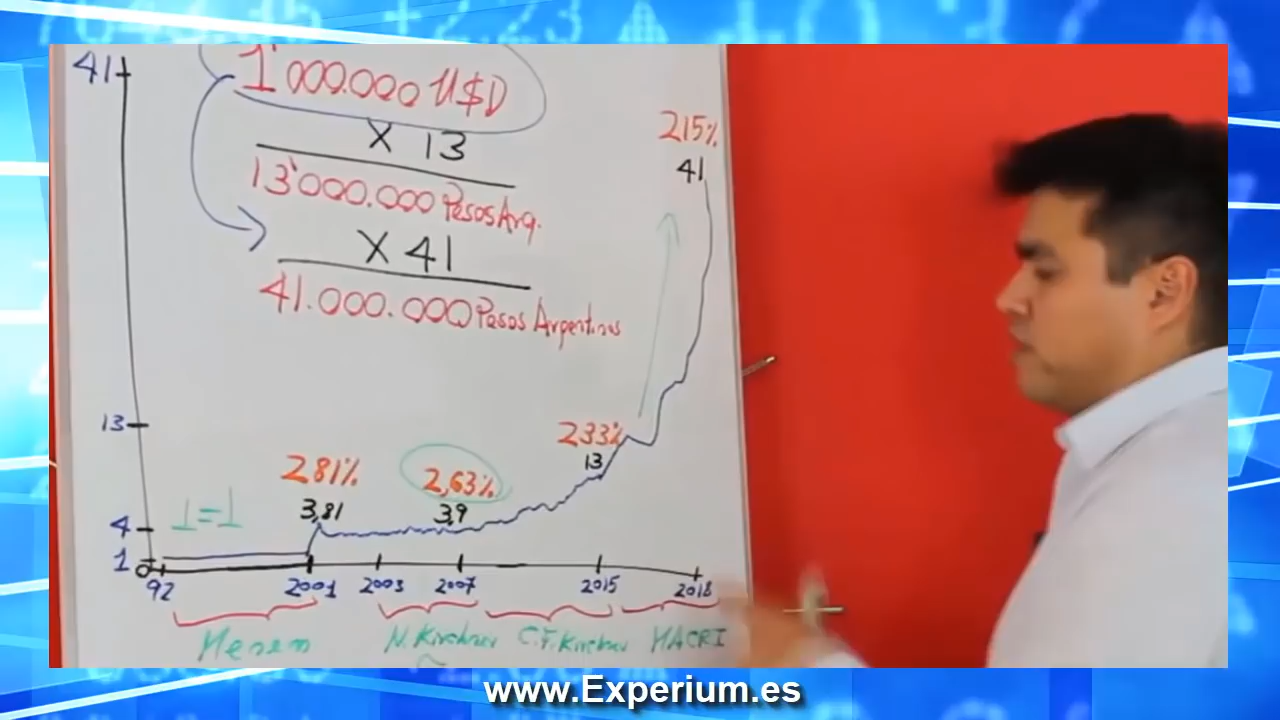 41
1'000.000 U$D
X 13
13'000.000 Pesos Arg.
X 41
41.000.000 Pesos Argentinos
215%
41
13
233%
13
281%
2,63%
3,81
3,9
1=1
4
1
0
92
2001
2003
2007
2015
2018
Menem
N. Kirchner
C.F. Kirchner
MACRI
www.Experium.es